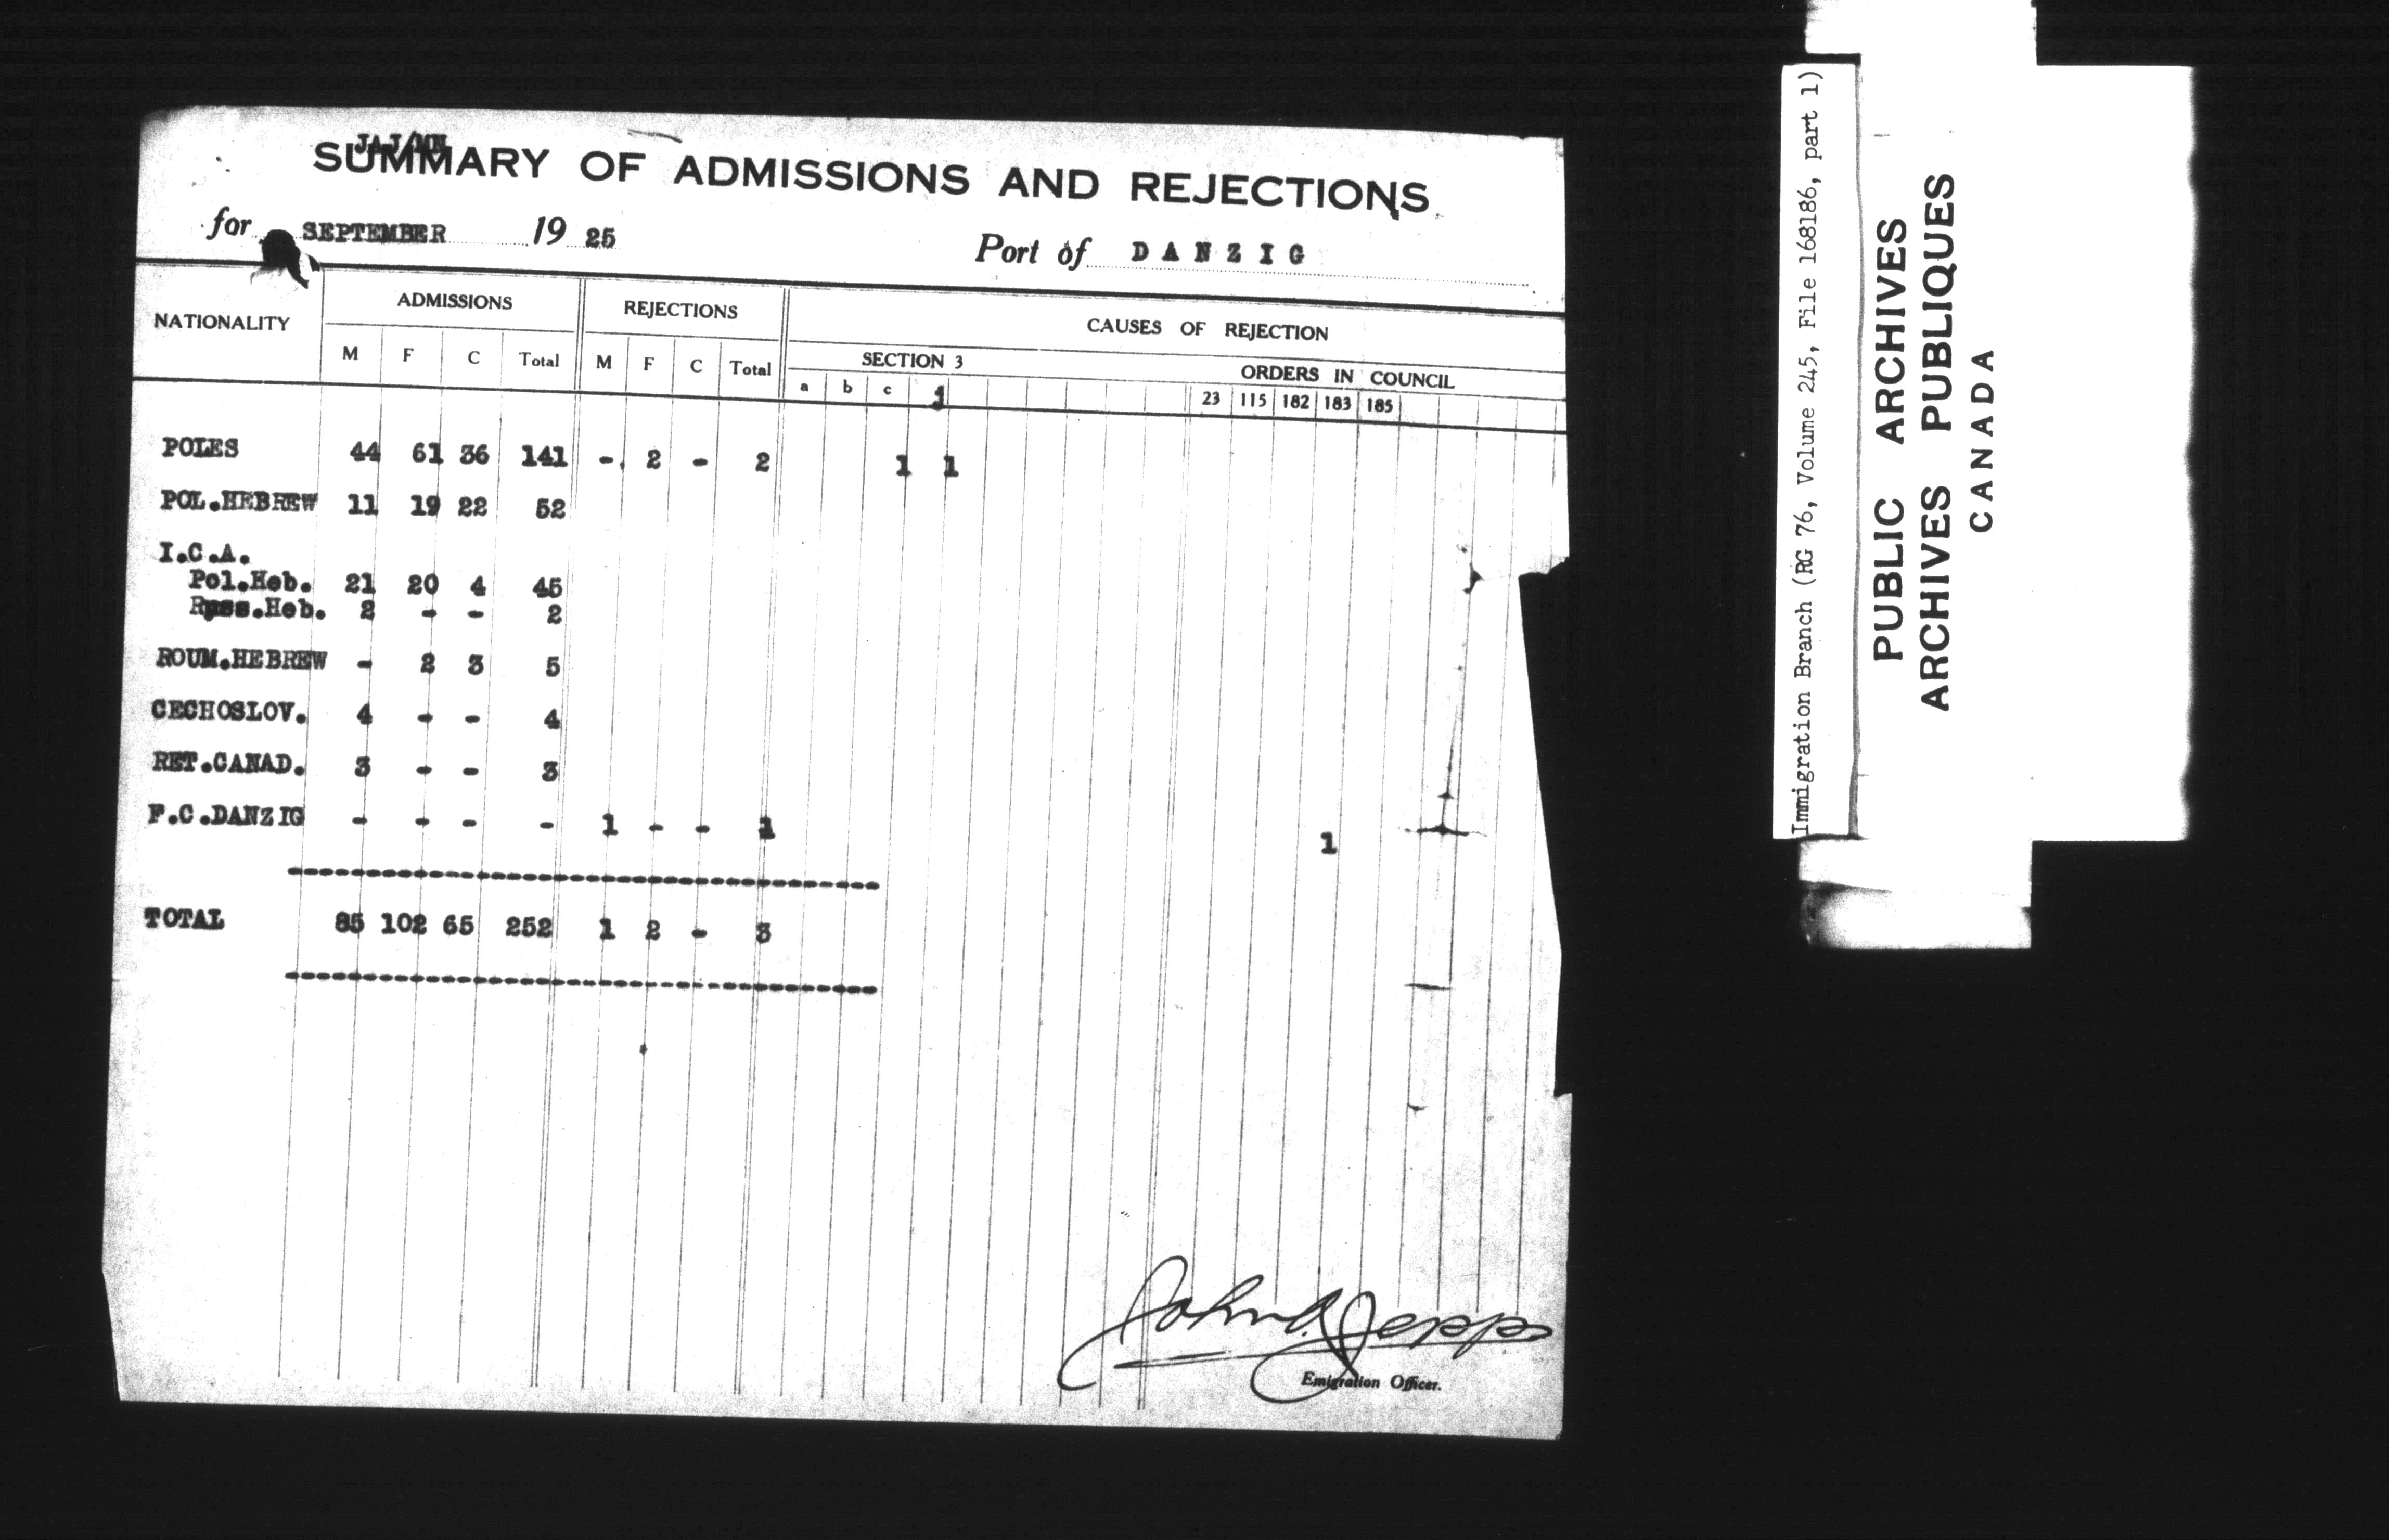 JAJ/MM
SUMMARY OF ADMISSIONS AND REJECTIONS
for SEPTEMBER 19 25 Port of DANZIG
NATIONALITY ADMISSIONS REJECTIONS CAUSES OF REJECTION
SECTION 3 ORDERS IN COUNCIL
M F C Total M F C Total a b c j 23 115 182 183 185
POLES 44 61 36 141 - 2 - 2 1 1
POL.HEBREW 11 19 22 52
I.C.A.
Pol.Heb. 21 20 4 45
Russ.Heb. 2 - - 2
ROUM.HEBREW - 2 3 5
CECHOSLOV. 4 - - 4
RET.CANAD. 3 - - 3
F.C.DANZIG - - - - 1 - - 1 1
TOTAL 85 102 65 252 1 2 - 3
John A. Jepps
Emigration Officer.
Immigration Branch (RG 76, Volume 245, File 168186, part 1)
PUBLIC ARCHIVES
ARCHIVES PUBLIQUES
CANADA